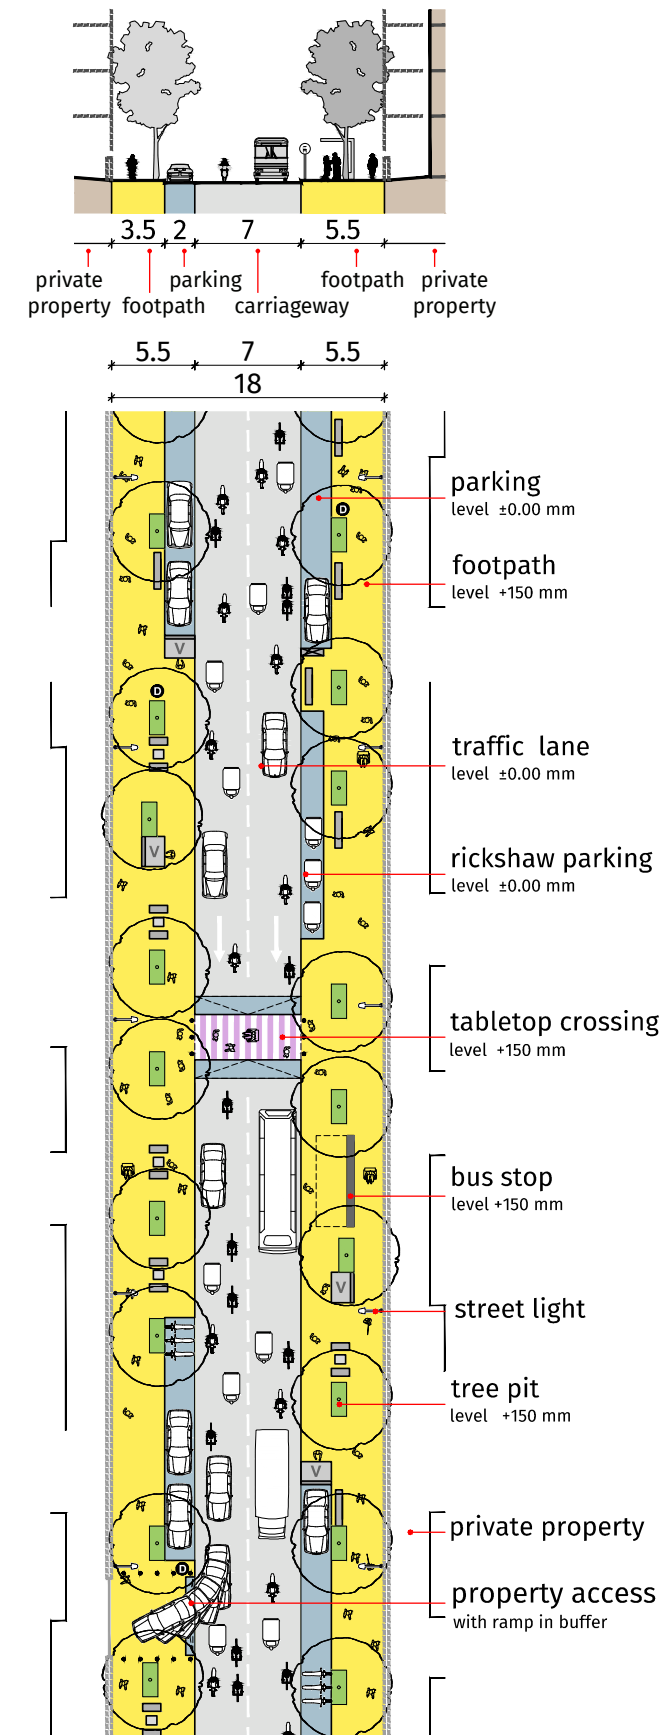 3.5 2 7 5.5
parking footpath private
private property footpath carriageway property
5.5 7 5.5
18
parking
level ±0.00 mm
D
D
footpath
level +150 mm
V
D
traffic lane
level ±0.00 mm
V
rickshaw parking
level ±0.00 mm
tabletop crossing
level +150 mm
bus stop
level +150 mm
V
street light
tree pit
level +150 mm
V
private property
D
property access
with ramp in buffer